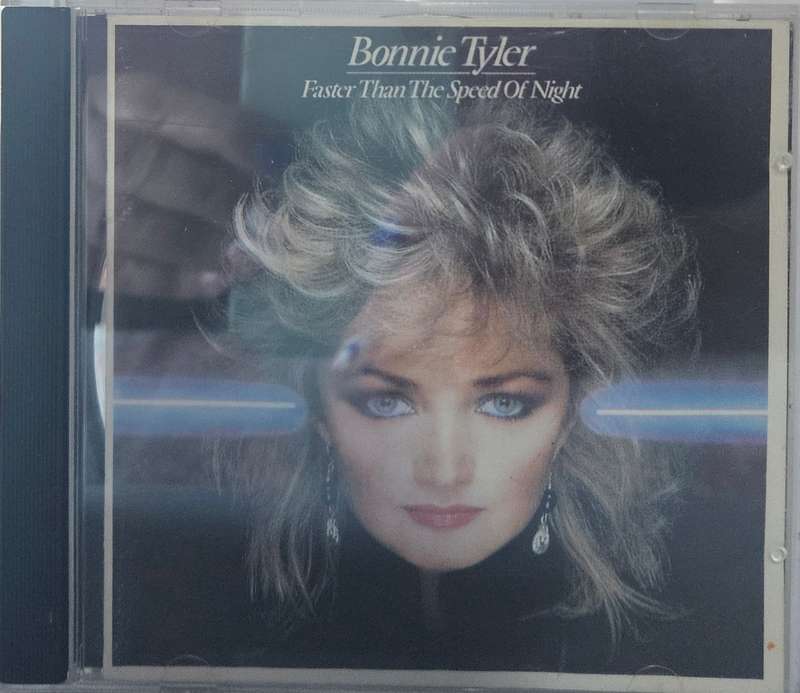 Bonnie Tyler
Faster Than The Speed Of Night